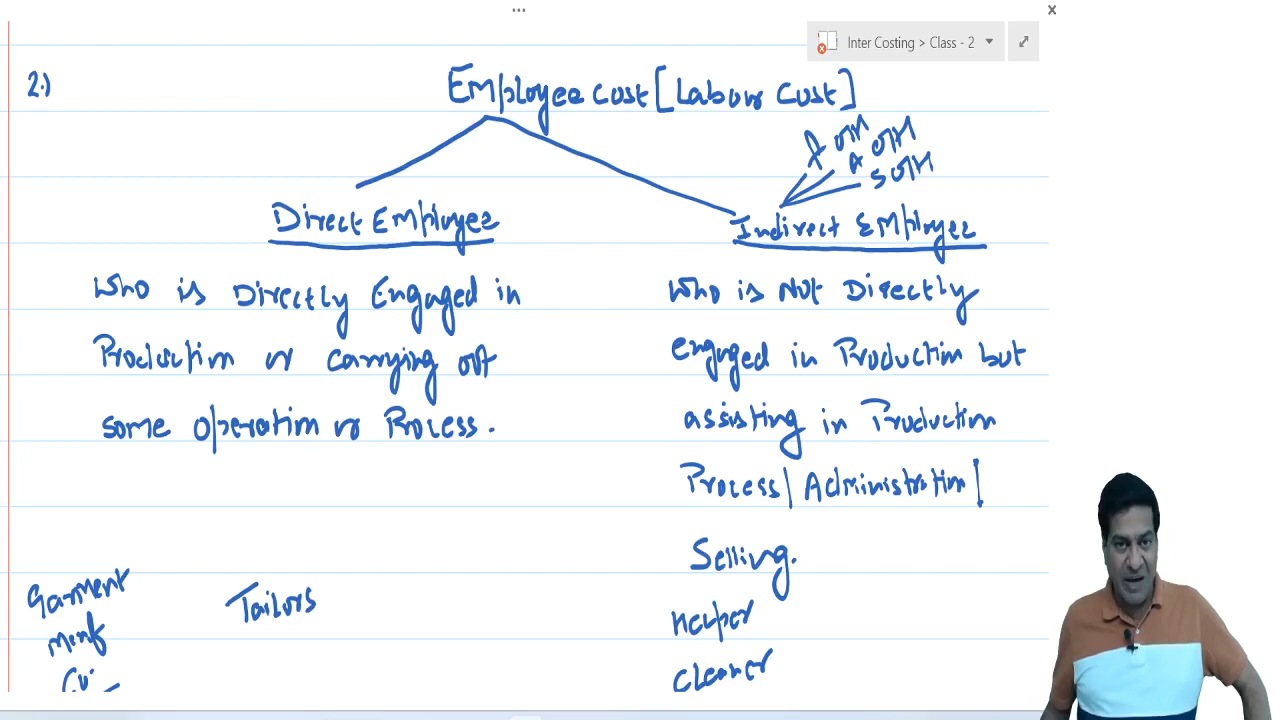 Inter Costing > Class - 2
2.)
Employee cost [Labour cost]
F OH
A OH
S OH
Direct Employee
Indirect Employee
Who is Directly Engaged in
Production or carrying out
some operation or Process.
Who is Not Directly
engaged in Production but
assisting in Production
Process/ Administration/
Selling.
Garment
Manf
Co.
Tailors
Helper
Cleaner